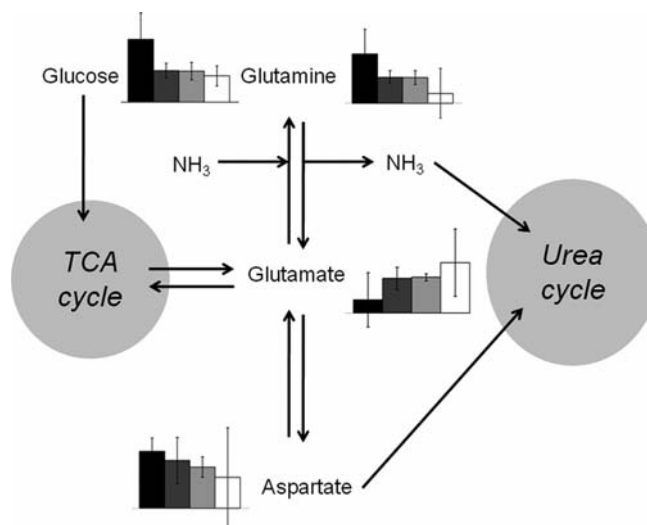 Glucose
Glutamine
NH3
NH3
TCA
cycle
Glutamate
Urea
cycle
Aspartate